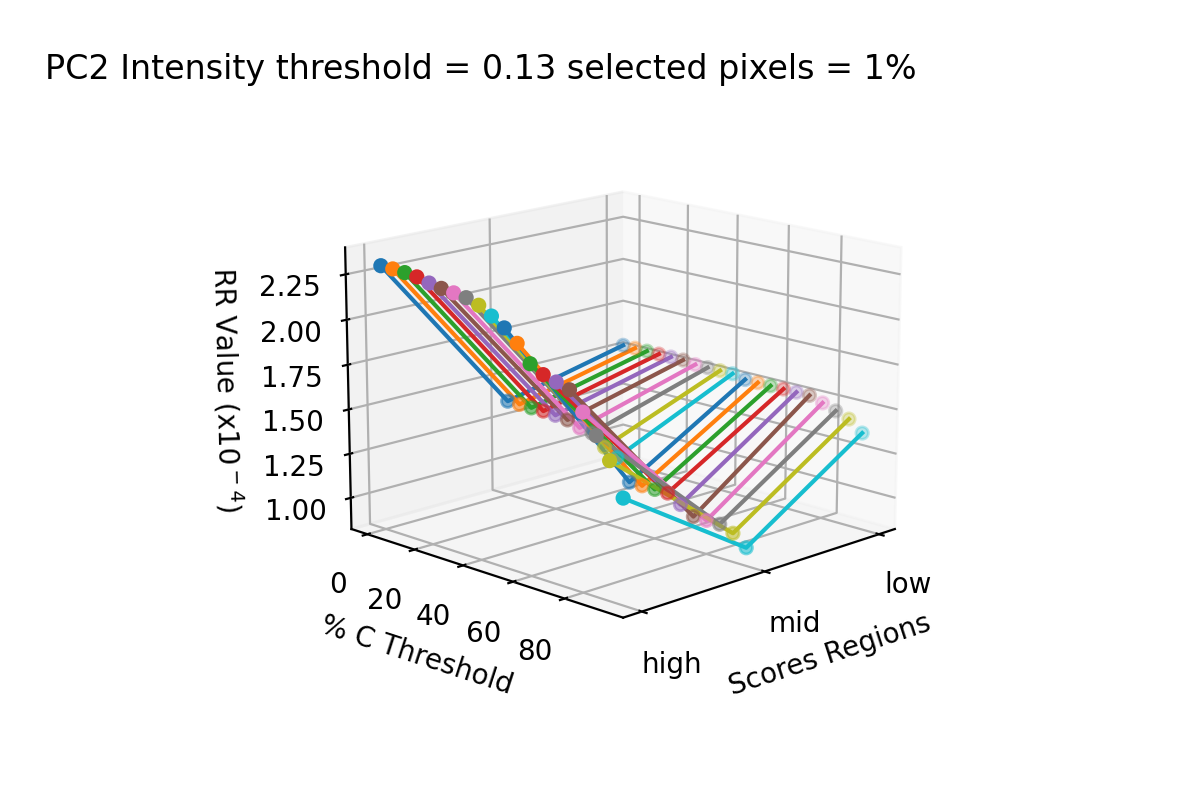 PC2 Intensity threshold = 0.13 selected pixels = 1%
RR Value (x10⁻⁴)
2.25
2.00
1.75
1.50
1.25
1.00
0
20
40
60
80
% C Threshold
high
mid
low
Scores Regions